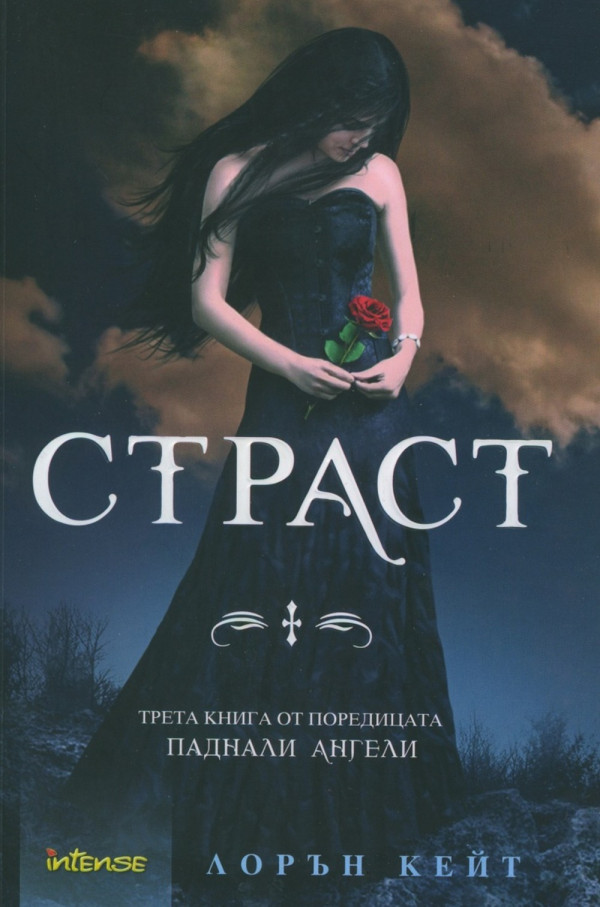 СТРАСТ
ТРЕТА КНИГА ОТ ПОРЕДИЦАТА
ПАДНАЛИ АНГЕЛИ
intense
ЛОРЪН КЕЙТ